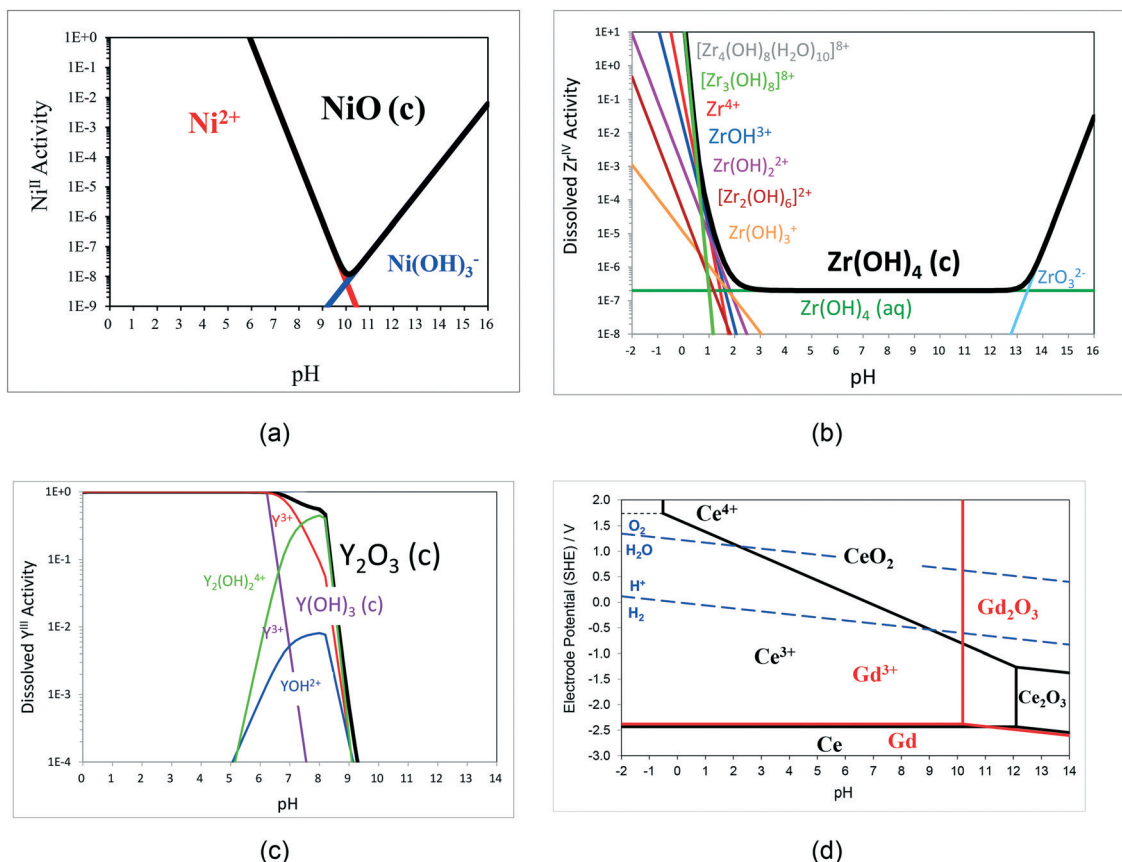 1E0
1E-1
1E-2
1E-3
1E-4
1E-5
1E-6
1E-7
1E-8
1E-9
Ni^II Activity
Ni²⁺
NiO (c)
Ni(OH)₃⁻
0 1 2 3 4 5 6 7 8 9 10 11 12 13 14 15 16
pH
(a)
1E+1
1E+0
1E-1
1E-2
1E-3
1E-4
1E-5
1E-6
1E-7
1E-8
Dissolved Zr^IV Activity
[Zr₄(OH)₈(H₂O)₁₀]⁸⁺
[Zr₃(OH)₈]⁸⁺
Zr⁴⁺
ZrOH³⁺
Zr(OH)₂²⁺
[Zr₂(OH)₆]²⁺
Zr(OH)₃⁺
Zr(OH)₄ (c)
ZrO₃²⁻
Zr(OH)₄ (aq)
-2 -1 0 1 2 3 4 5 6 7 8 9 10 11 12 13 14 15 16
pH
(b)
1E+0
1E-1
1E-2
1E-3
1E-4
Dissolved Y^III Activity
Y³⁺
Y₂O₃ (c)
Y₂(OH)₂⁴⁺
Y(OH)₃ (c)
Y³⁺
YOH²⁺
0 1 2 3 4 5 6 7 8 9 10 11 12 13 14
pH
(c)
2.0
1.5
1.0
0.5
0.0
-0.5
-1.0
-1.5
-2.0
-2.5
-3.0
Electrode Potential (SHE) / V
Ce⁴⁺
O₂
H₂O
CeO₂
H⁺
H₂
Gd₂O₃
Ce³⁺
Gd³⁺
Ce₂O₃
Ce
Gd
-2 -1 0 1 2 3 4 5 6 7 8 9 10 11 12 13 14
pH
(d)